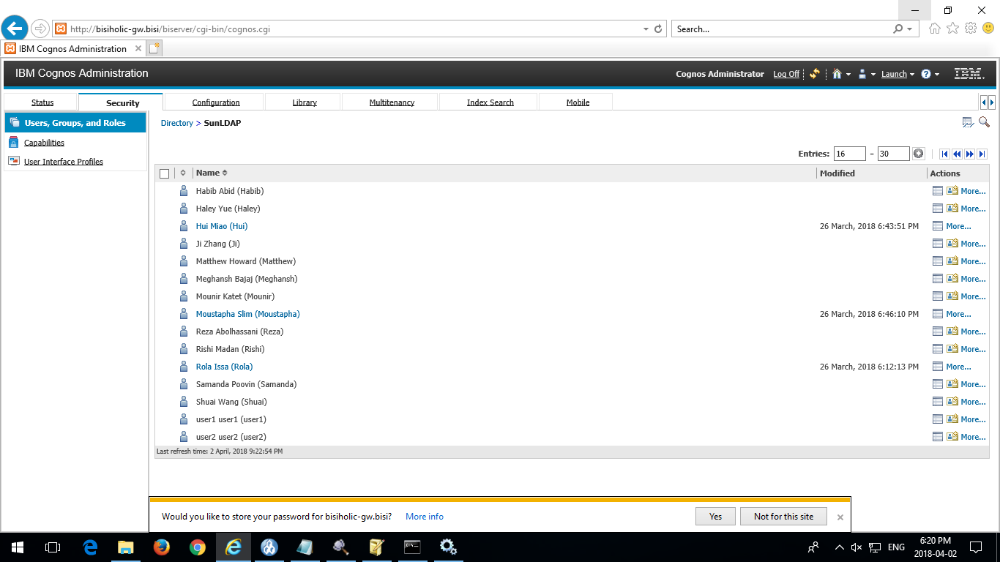 http://bisiholic-gw.bisi/biserver/cgi-bin/cognos.cgi
Search...
IBM Cognos Administration
IBM Cognos Administration
Cognos Administrator Log Off Launch IBM.
Status Security Configuration Library Multitenancy Index Search Mobile
Users, Groups, and Roles
Capabilities
User Interface Profiles
Directory > SunLDAP
Entries: 16 - 30
Name Modified Actions
Habib Abid (Habib) More...
Haley Yue (Haley) More...
Hui Miao (Hui) 26 March, 2018 6:43:51 PM More...
Ji Zhang (Ji) More...
Matthew Howard (Matthew) More...
Meghansh Bajaj (Meghansh) More...
Mounir Katet (Mounir) More...
Moustapha Slim (Moustapha) 26 March, 2018 6:46:10 PM More...
Reza Abolhassani (Reza) More...
Rishi Madan (Rishi) More...
Rola Issa (Rola) 26 March, 2018 6:12:13 PM More...
Samanda Poovin (Samanda) More...
Shuai Wang (Shuai) More...
user1 user1 (user1) More...
user2 user2 (user2) More...
Last refresh time: 2 April, 2018 9:22:54 PM
Would you like to store your password for bisiholic-gw.bisi? More info Yes Not for this site
ENG
6:20 PM
2018-04-02